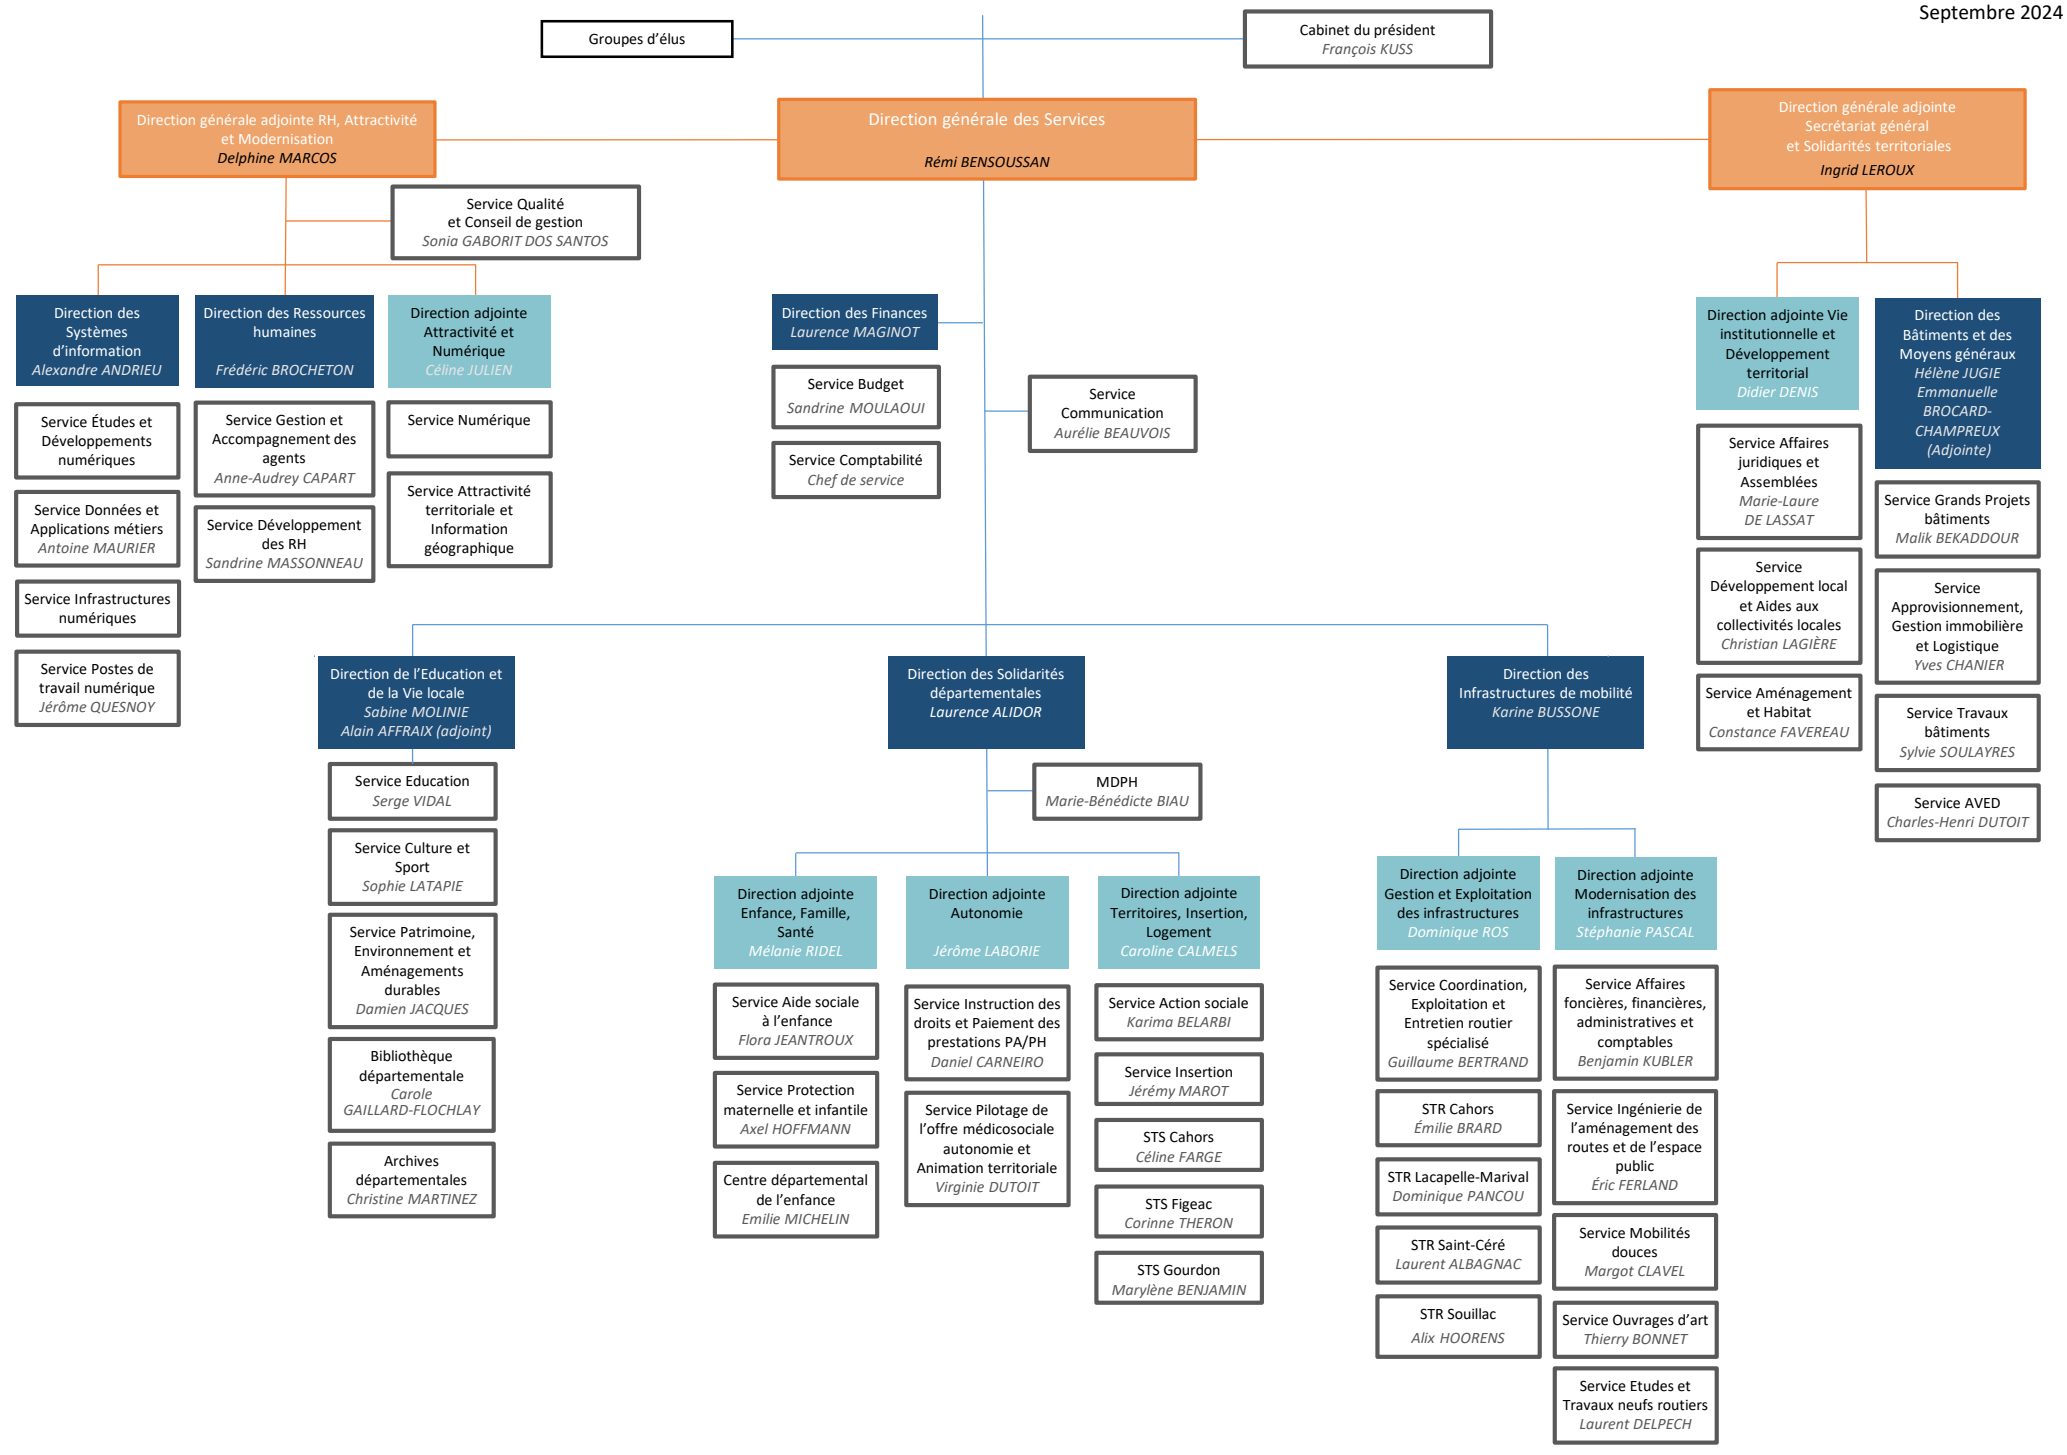 Septembre 2024
Groupes d'élus
Cabinet du président
François KUSS
Direction générale adjointe RH, Attractivité
et Modernisation
Delphine MARCOS
Direction générale des Services
Rémi BENSOUSSAN
Direction générale adjointe
Secrétariat général
et Solidarités territoriales
Ingrid LEROUX
Service Qualité
et Conseil de gestion
Sonia GABORIT DOS SANTOS
Direction des
Systèmes
d'information
Alexandre ANDRIEU
Service Études et
Développements
numériques
Service Données et
Applications métiers
Antoine MAURIER
Service Infrastructures
numériques
Service Postes de
travail numérique
Jérôme QUESNOY
Direction des Ressources
humaines
Frédéric BROCHETON
Service Gestion et
Accompagnement des
agents
Anne-Audrey CAPART
Service Développement
des RH
Sandrine MASSONNEAU
Direction adjointe
Attractivité et
Numérique
Céline JULIEN
Service Numérique
Service Attractivité
territoriale et
Information
géographique
Direction des Finances
Laurence MAGINOT
Service Budget
Sandrine MOULAOUI
Service Comptabilité
Chef de service
Service
Communication
Aurélie BEAUVOIS
Direction adjointe Vie
institutionnelle et
Développement
territorial
Didier DENIS
Service Affaires
juridiques et
Assemblées
Marie-Laure
DE LASSAT
Service
Développement local
et Aides aux
collectivités locales
Christian LAGIÈRE
Service Aménagement
et Habitat
Constance FAVEREAU
Direction des
Bâtiments et des
Moyens généraux
Hélène JUGIE
Emmanuelle
BROCARD-
CHAMPREUX
(Adjointe)
Service Grands Projets
bâtiments
Malik BEKADDOUR
Service
Approvisionnement,
Gestion immobilière
et Logistique
Yves CHANIER
Service Travaux
bâtiments
Sylvie SOULAYRES
Service AVED
Charles-Henri DUTOIT
Direction de l'Education et
de la Vie locale
Sabine MOLINIE
Alain AFFRAIX (adjoint)
Service Education
Serge VIDAL
Service Culture et
Sport
Sophie LATAPIE
Service Patrimoine,
Environnement et
Aménagements
durables
Damien JACQUES
Bibliothèque
départementale
Carole
GAILLARD-FLOCHLAY
Archives
départementales
Christine MARTINEZ
Direction des Solidarités
départementales
Laurence ALIDOR
MDPH
Marie-Bénédicte BIAU
Direction adjointe
Enfance, Famille,
Santé
Mélanie RIDEL
Service Aide sociale
à l'enfance
Flora JEANTROUX
Service Protection
maternelle et infantile
Axel HOFFMANN
Centre départemental
de l'enfance
Emilie MICHELIN
Direction adjointe
Autonomie
Jérôme LABORIE
Service Instruction des
droits et Paiement des
prestations PA/PH
Daniel CARNEIRO
Service Pilotage de
l'offre médicosociale
autonomie et
Animation territoriale
Virginie DUTOIT
Direction adjointe
Territoires, Insertion,
Logement
Caroline CALMELS
Service Action sociale
Karima BELARBI
Service Insertion
Jérémy MAROT
STS Cahors
Céline FARGE
STS Figeac
Corinne THERON
STS Gourdon
Marylène BENJAMIN
Direction des
Infrastructures de mobilité
Karine BUSSONE
Direction adjointe
Gestion et Exploitation
des infrastructures
Dominique ROS
Service Coordination,
Exploitation et
Entretien routier
spécialisé
Guillaume BERTRAND
STR Cahors
Émilie BRARD
STR Lacapelle-Marival
Dominique PANCOU
STR Saint-Céré
Laurent ALBAGNAC
STR Souillac
Alix HOORENS
Direction adjointe
Modernisation des
infrastructures
Stéphanie PASCAL
Service Affaires
foncières, financières,
administratives et
comptables
Benjamin KUBLER
Service Ingénierie de
l'aménagement des
routes et de l'espace
public
Éric FERLAND
Service Mobilités
douces
Margot CLAVEL
Service Ouvrages d'art
Thierry BONNET
Service Etudes et
Travaux neufs routiers
Laurent DELPECH